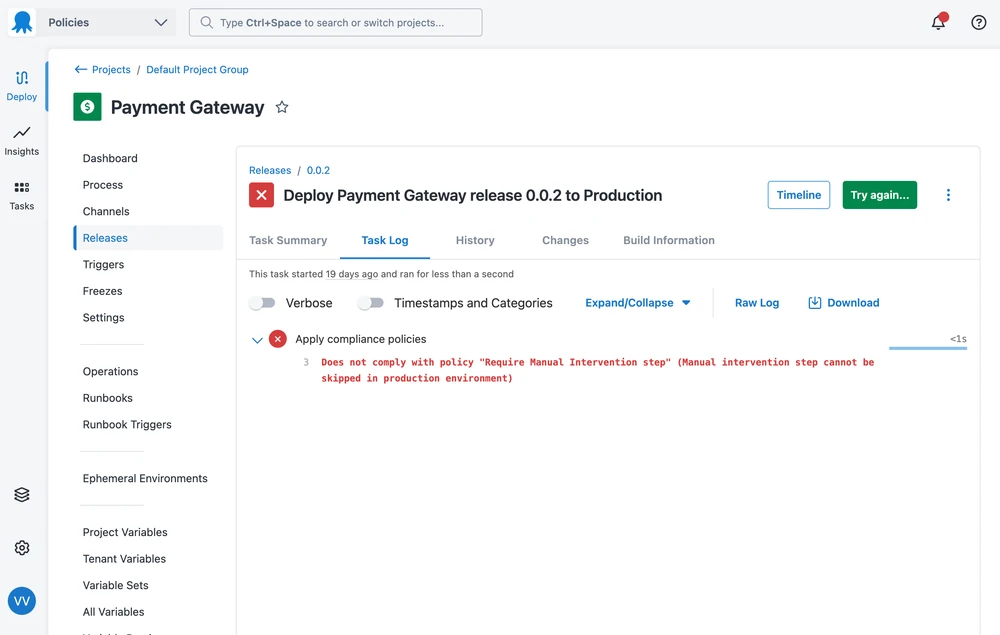 Policies
Type Ctrl+Space to search or switch projects...
Deploy
Insights
Tasks
VV
Projects / Default Project Group
Payment Gateway
Dashboard
Process
Channels
Releases
Triggers
Freezes
Settings
Operations
Runbooks
Runbook Triggers
Ephemeral Environments
Project Variables
Tenant Variables
Variable Sets
All Variables
Releases / 0.0.2
Deploy Payment Gateway release 0.0.2 to Production
Timeline
Try again...
Task Summary
Task Log
History
Changes
Build Information
This task started 19 days ago and ran for less than a second
Verbose
Timestamps and Categories
Expand/Collapse
Raw Log
Download
Apply compliance policies
<1s
3 Does not comply with policy "Require Manual Intervention step" (Manual intervention step cannot be
skipped in production environment)